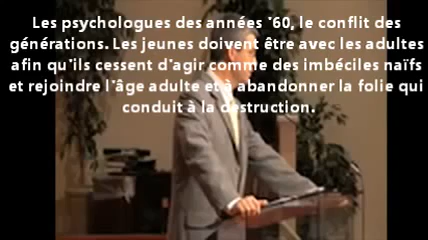 Les psychologues des années '60, le conflit des
générations. Les jeunes doivent être avec les adultes
afin qu'ils cessent d'agir comme des imbéciles naïfs
et rejoindre l'âge adulte et à abandonner la folie qui
conduit à la destruction.